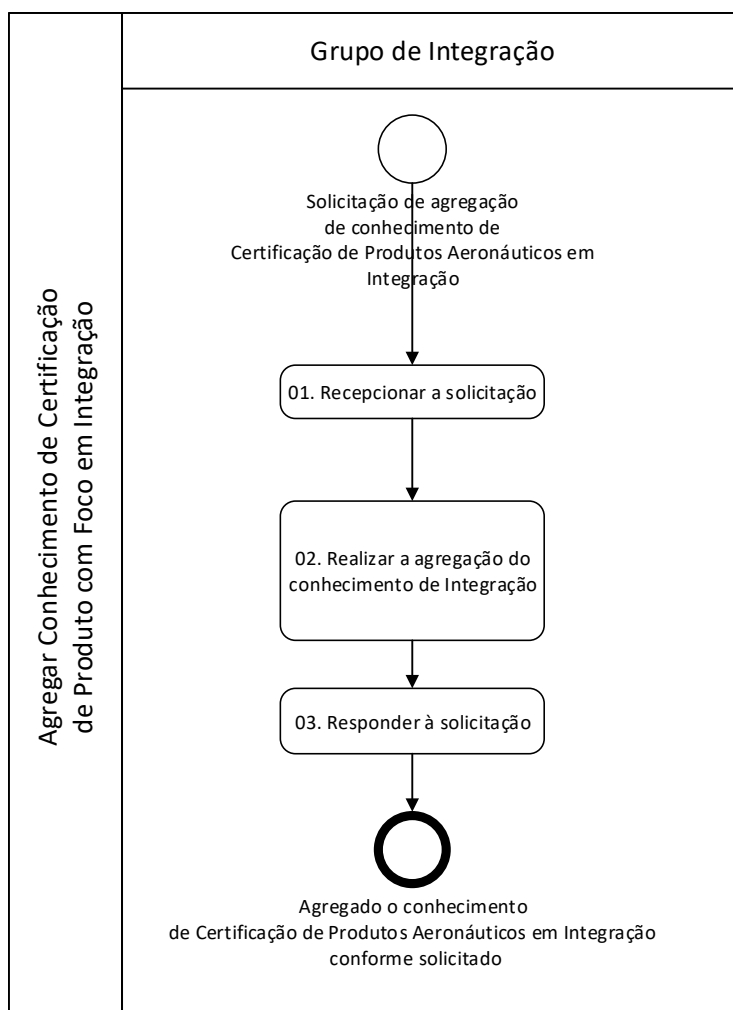 Agregar Conhecimento de Certificação
de Produto com Foco em Integração
Grupo de Integração
Solicitação de agregação
de conhecimento de
Certificação de Produtos Aeronáuticos em
Integração
01. Recepcionar a solicitação
02. Realizar a agregação do
conhecimento de Integração
03. Responder à solicitação
Agregado o conhecimento
de Certificação de Produtos Aeronáuticos em Integração
conforme solicitado